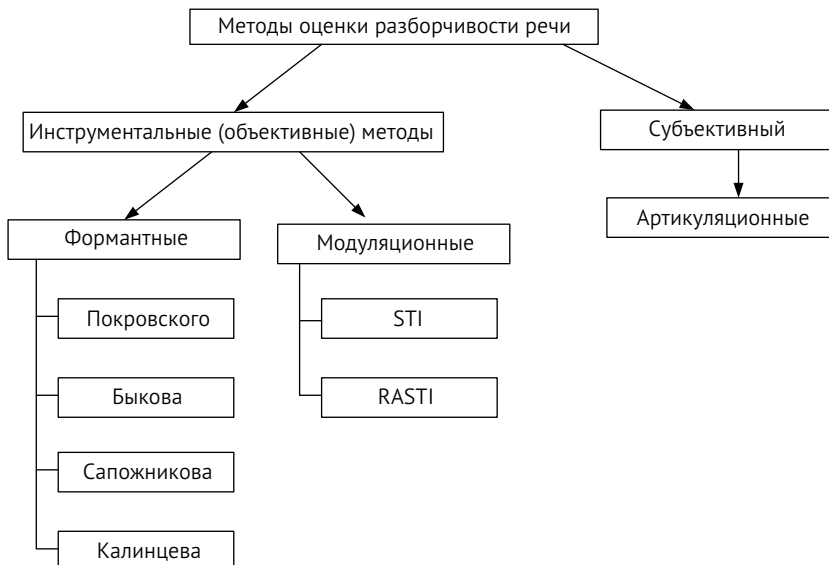 Методы оценки разборчивости речи
Инструментальные (объективные) методы
Субъективный
Формантные
Модуляционные
Артикуляционные
Покровского
STI
Быкова
RASTI
Сапожникова
Калинцева